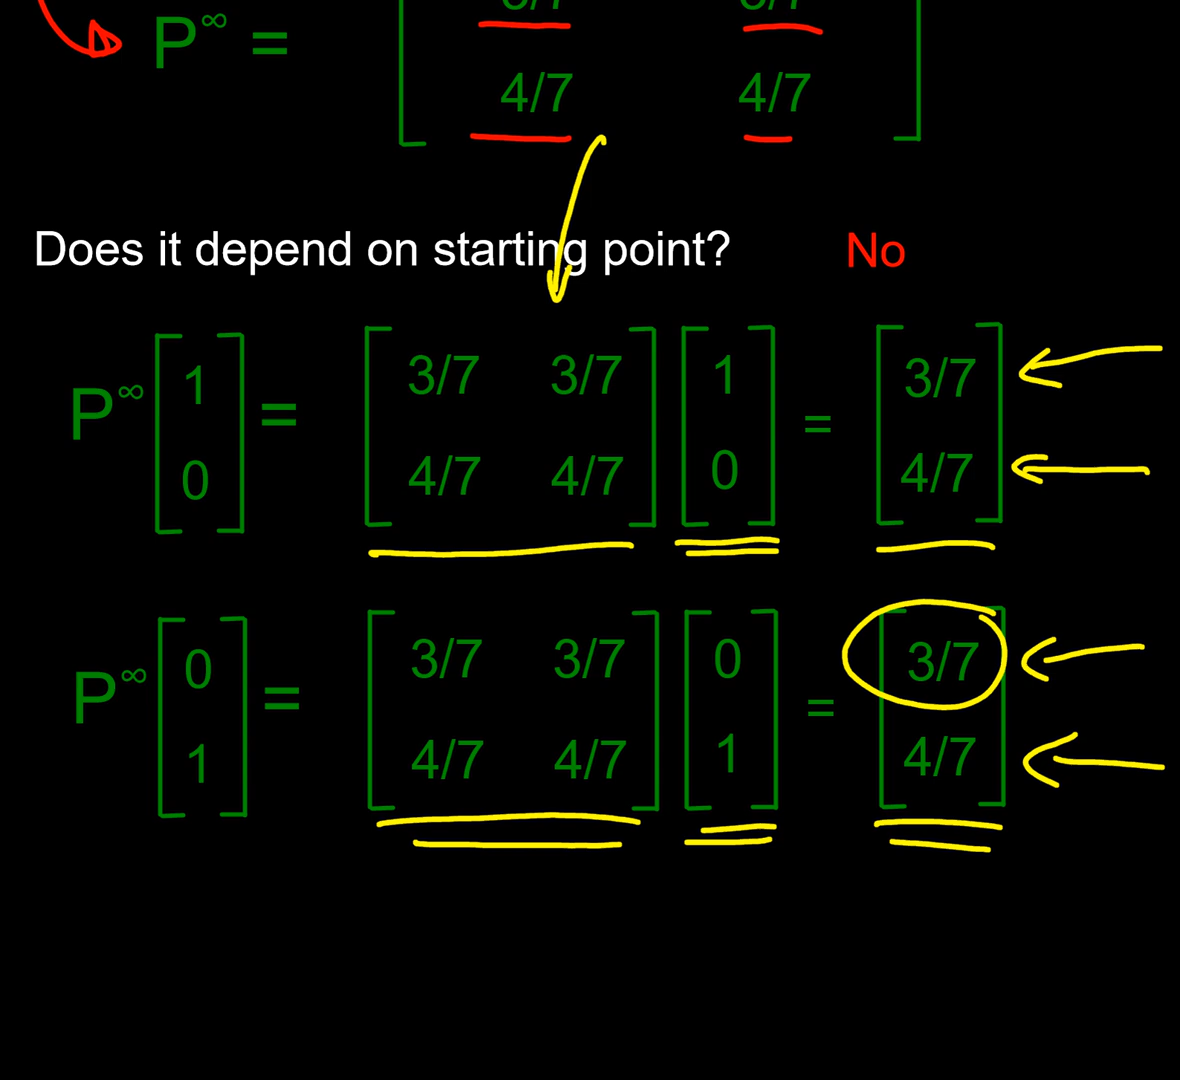 P∞ =
4/7 4/7
Does it depend on starting point? No
3/7 3/7 1 3/7
P∞ 1 = =
0 4/7 4/7 0 4/7
3/7 3/7 0 3/7
P∞ 0 = =
1 4/7 4/7 1 4/7